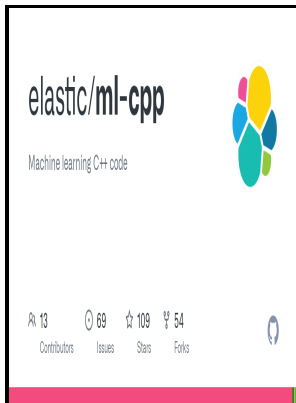 elastic/ml-cpp
Machine learning C++ code
13 69 109 54
Contributors Issues Stars Forks